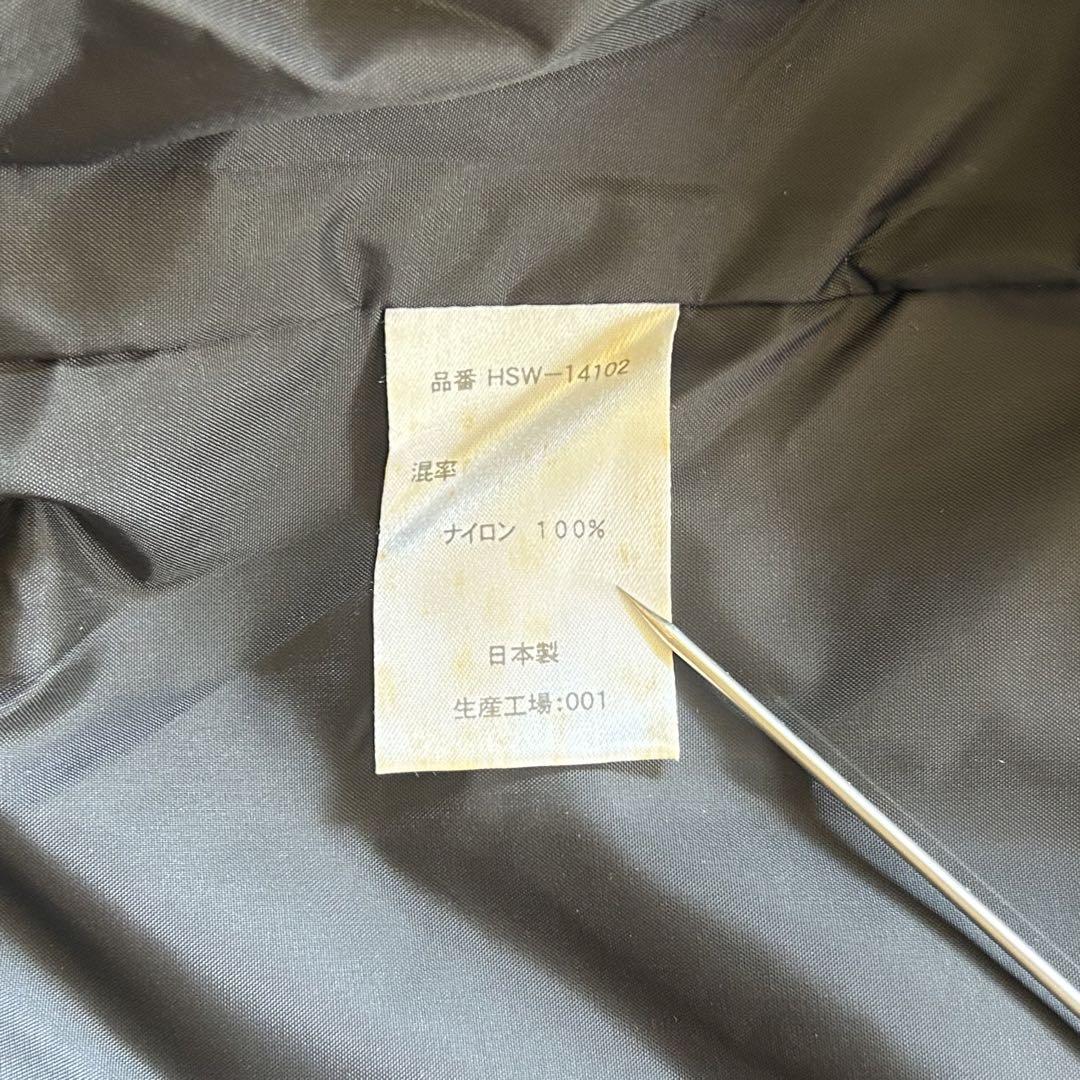 品番 HSW-14102
混率
ナイロン 100%
日本製
生産工場:001